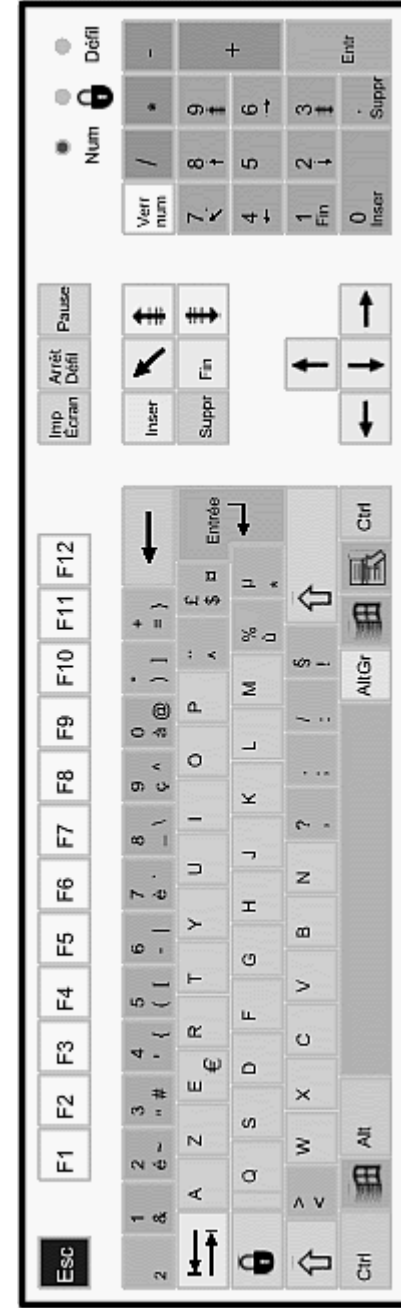 Esc F1 F2 F3 F4 F5 F6 F7 F8 F9 F10 F11 F12 Imp Écran Arrêt Défil Pause Num Défil
2 1 & 2 é ~ 3 " # 4 ' { 5 ( [ 6 - | 7 è ` 8 _ \ 9 ç ^ 0 à @ ° ) ] + = } Inser Verr num / * -
A Z E € R T Y U I O P ¨ ^ £ $ ¤ Entrée Suppr Fin 7 8 9 +
Q S D F G H J K L M % ù µ * 4 5 6
> < W X C V B N ? , . ; / : § ! 1 Fin 2 3 Entr
Ctrl Alt AltGr Ctrl 0 Inser . Suppr